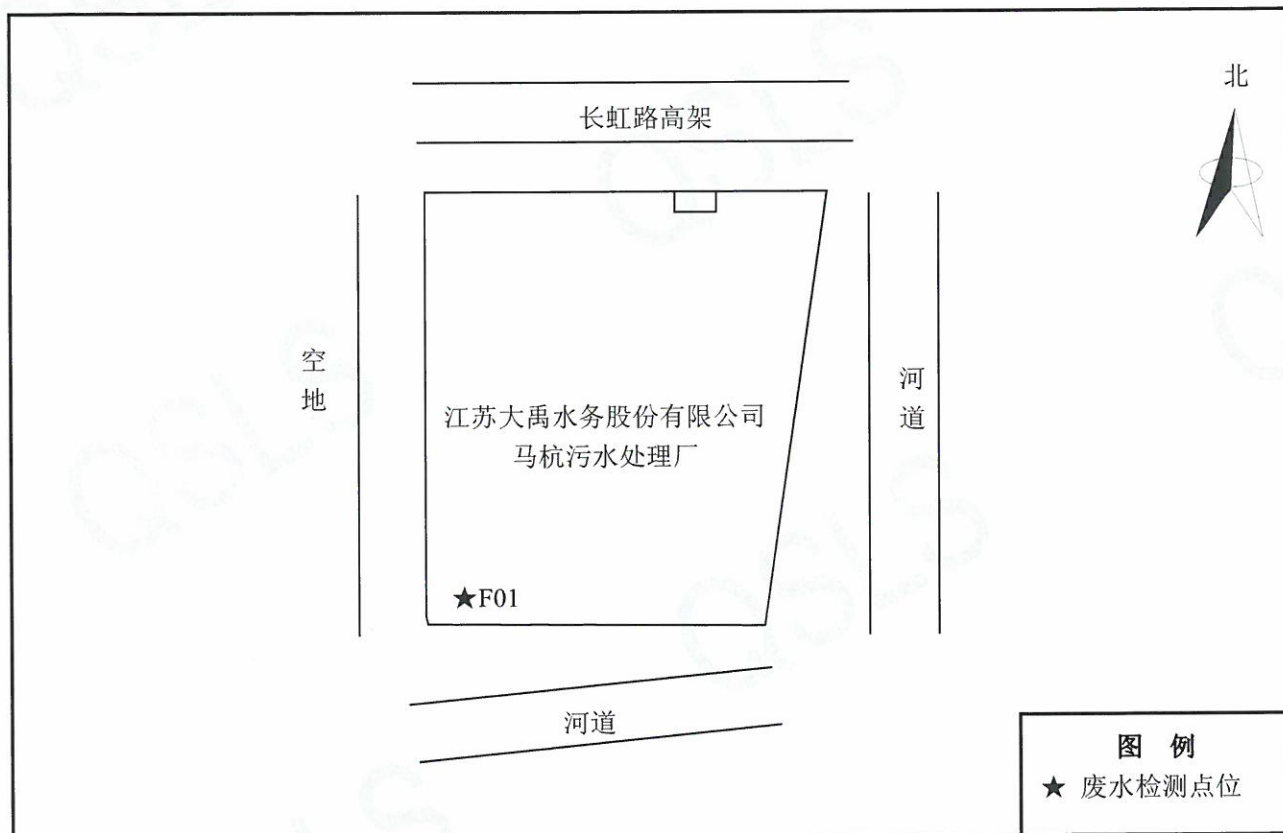 北
长虹路高架
空地
河道
江苏大禹水务股份有限公司
马杭污水处理厂
★F01
河道
图 例
★ 废水检测点位